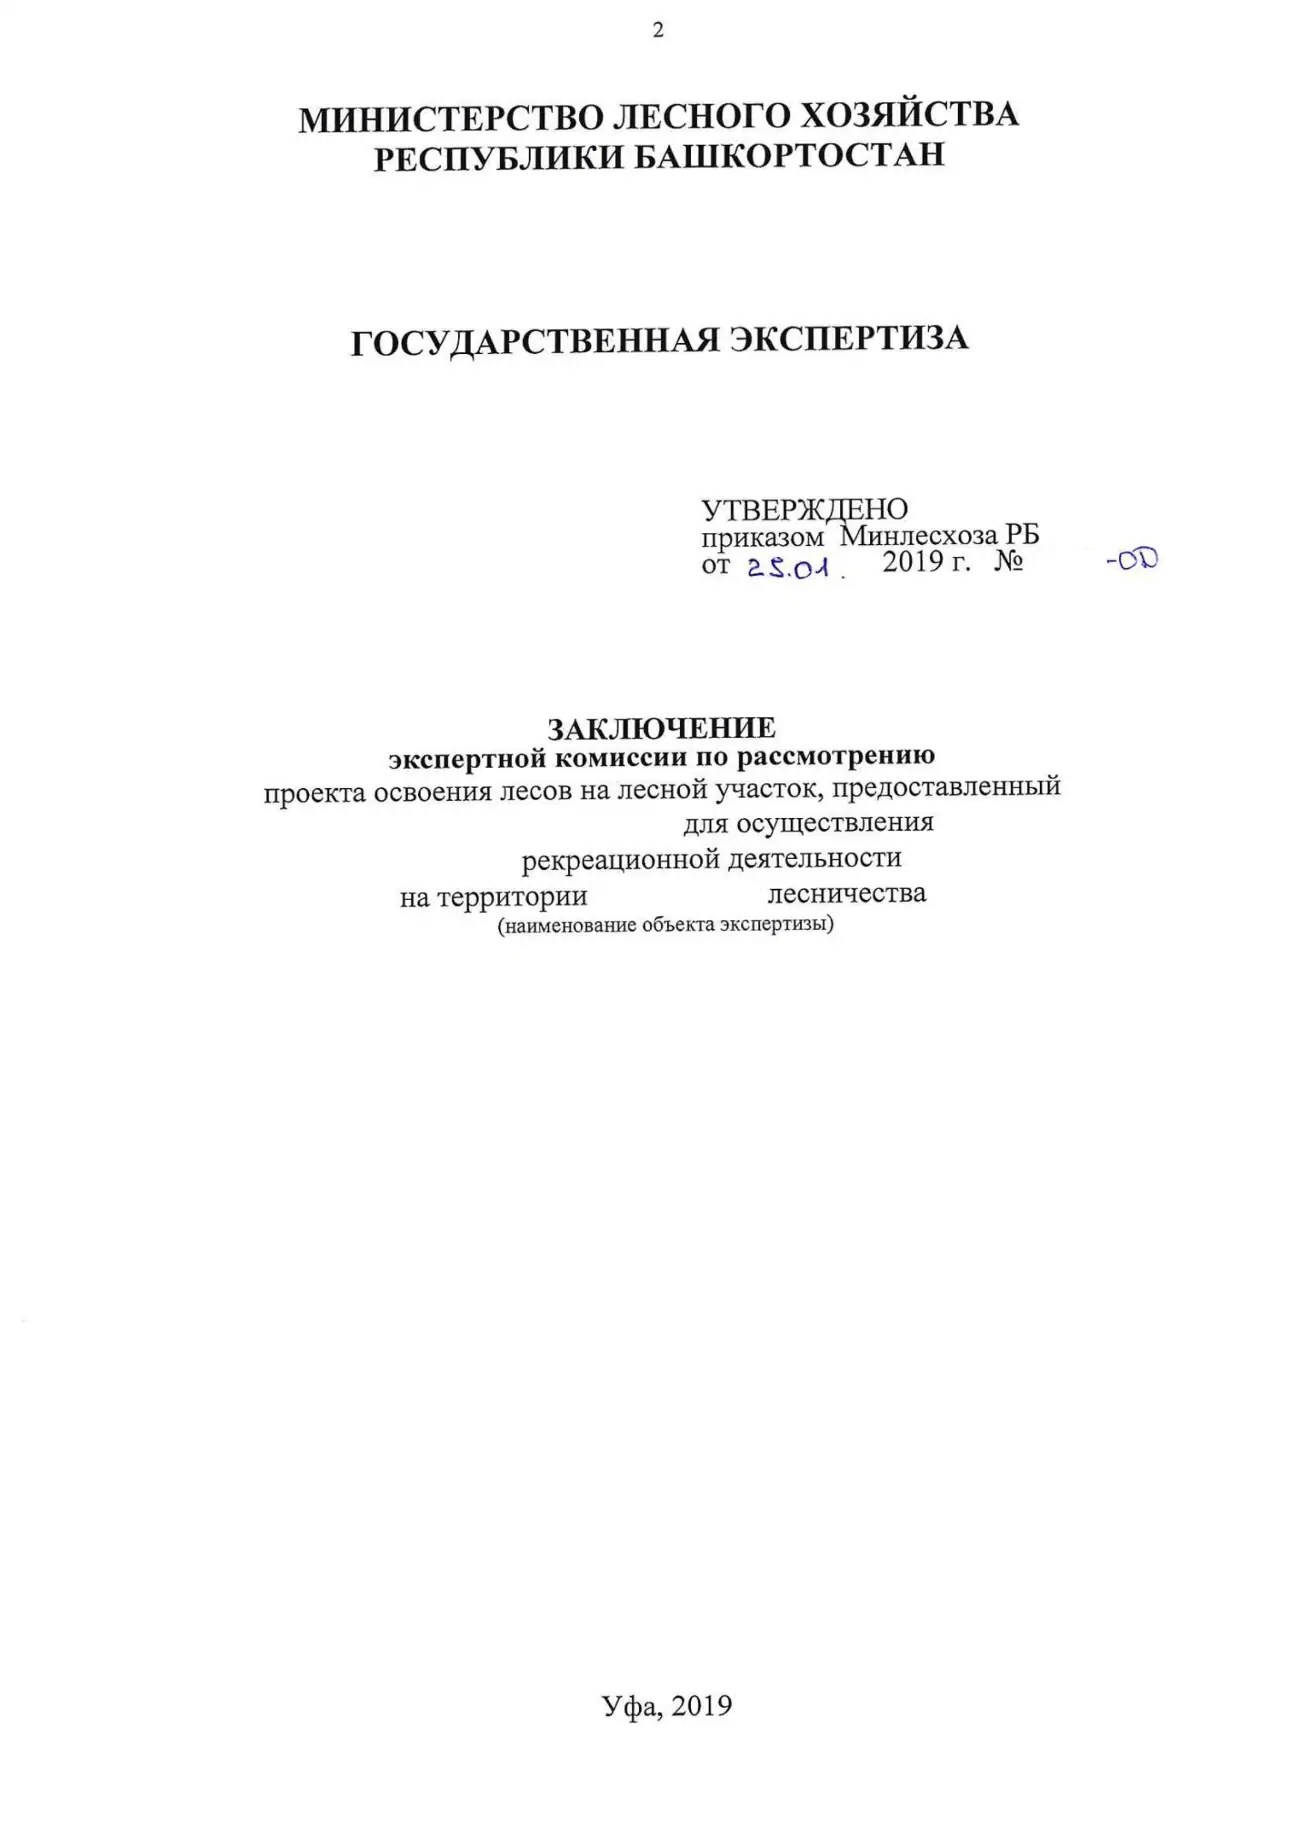 2
МИНИСТЕРСТВО ЛЕСНОГО ХОЗЯЙСТВА
РЕСПУБЛИКИ БАШКОРТОСТАН
ГОСУДАРСТВЕННАЯ ЭКСПЕРТИЗА
УТВЕРЖДЕНО
приказом Минлесхоза РБ
от 25.01. 2019 г. № -ОД
ЗАКЛЮЧЕНИЕ
экспертной комиссии по рассмотрению
проекта освоения лесов на лесной участок, предоставленный
для осуществления
рекреационной деятельности
на территории лесничества
(наименование объекта экспертизы)
Уфа, 2019